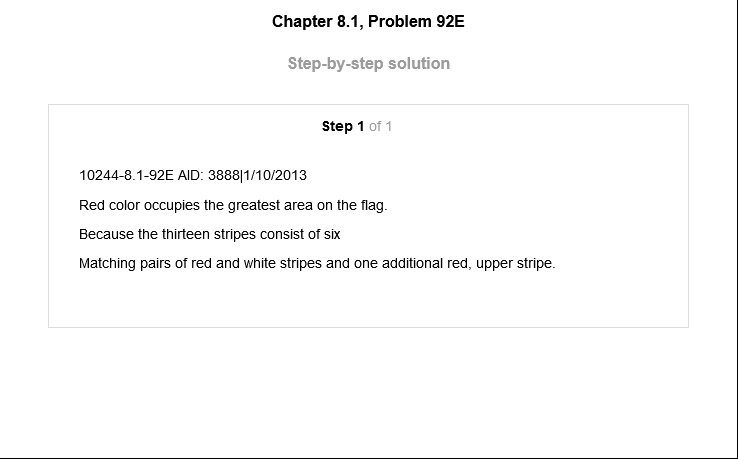 Chapter 8.1, Problem 92E
Step-by-step solution
Step 1 of 1
10244-8.1-92E AID: 3888|1/10/2013
Red color occupies the greatest area on the flag.
Because the thirteen stripes consist of six
Matching pairs of red and white stripes and one additional red, upper stripe.